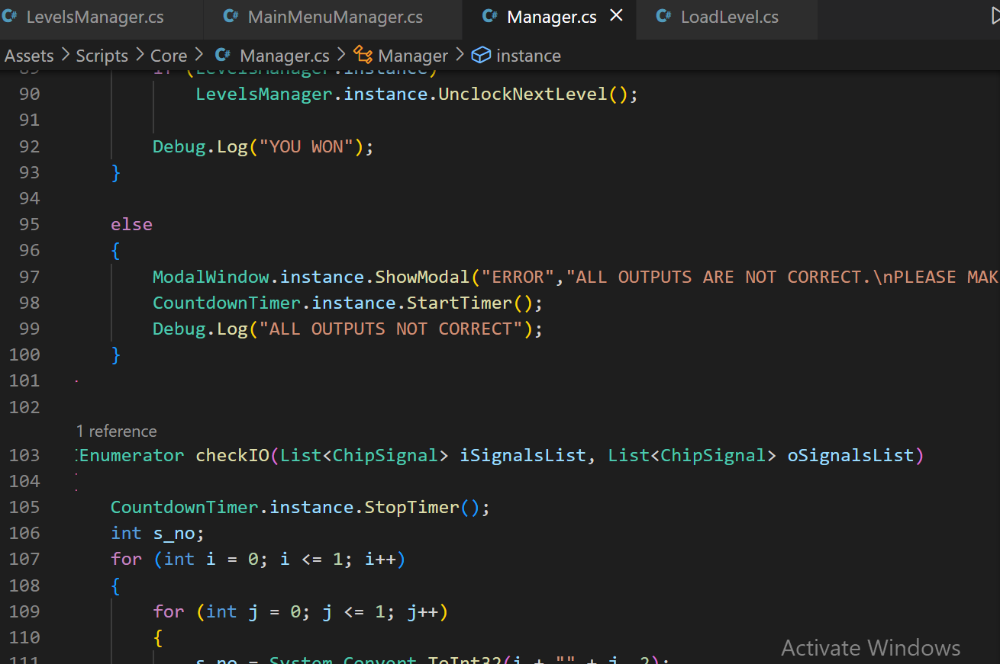 LevelsManager.cs MainMenuManager.cs Manager.cs LoadLevel.cs
Assets > Scripts > Core > Manager.cs > Manager > instance
89 if (LevelsManager.instance)
90 LevelsManager.instance.UnclockNextLevel();
91
92 Debug.Log("YOU WON");
93 }
94
95 else
96 {
97 ModalWindow.instance.ShowModal("ERROR","ALL OUTPUTS ARE NOT CORRECT.\nPLEASE MAK
98 CountdownTimer.instance.StartTimer();
99 Debug.Log("ALL OUTPUTS NOT CORRECT");
100 }
101
102
1 reference
103 IEnumerator checkIO(List<ChipSignal> iSignalsList, List<ChipSignal> oSignalsList)
104
105 CountdownTimer.instance.StopTimer();
106 int s_no;
107 for (int i = 0; i <= 1; i++)
108 {
109 for (int j = 0; j <= 1; j++)
110 {
111 s_no = System.Convert.ToInt32(i + "" + j, 2);
Activate Windows